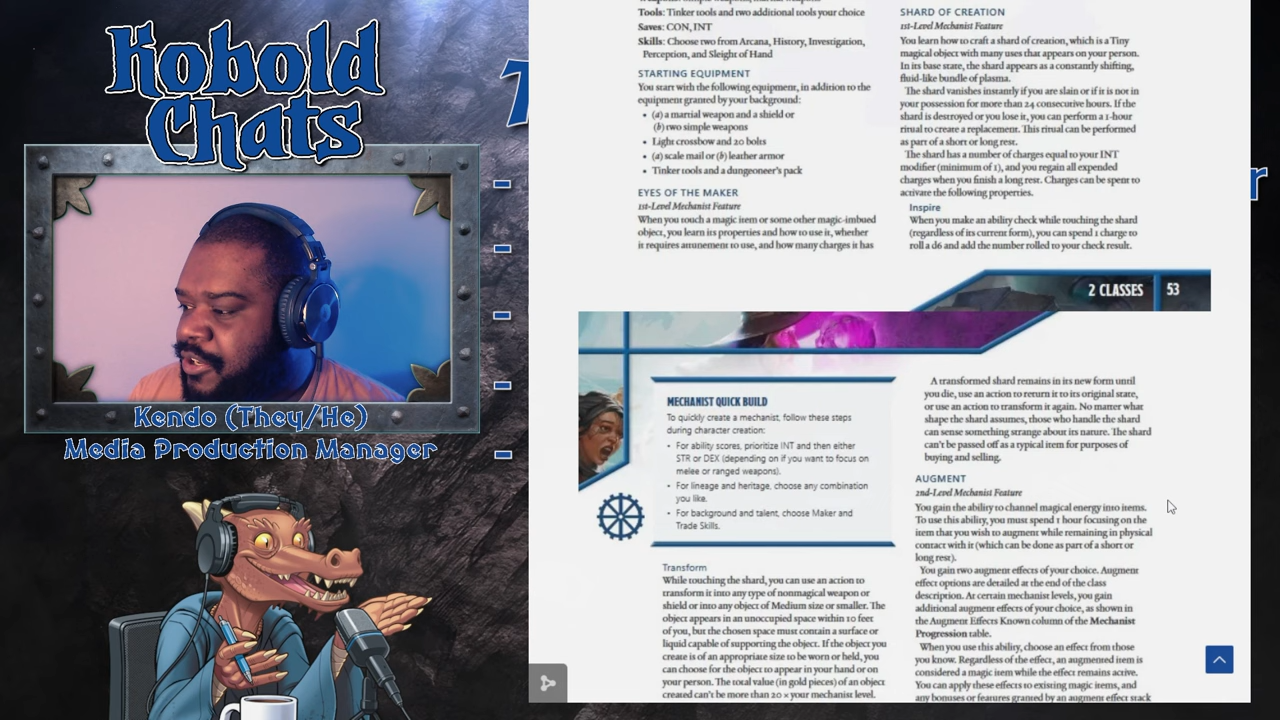 Kobold
Chats
Kendo (They/He)
Media Production Manager
Tools: Tinker tools and two additional tools your choice
Saves: CON, INT
Skills: Choose two from Arcana, History, Investigation,
Perception, and Sleight of Hand
STARTING EQUIPMENT
You start with the following equipment, in addition to the
equipment granted by your background:
• (a) a martial weapon and a shield or
(b) two simple weapons
• Light crossbow and 20 bolts
• (a) scale mail or (b) leather armor
• Tinker tools and a dungeoneer's pack
EYES OF THE MAKER
1st-Level Mechanist Feature
When you touch a magic item or some other magic-imbued
object, you learn its properties and how to use it, whether
it requires attunement to use, and how many charges it has
SHARD OF CREATION
1st-Level Mechanist Feature
You learn how to craft a shard of creation, which is a Tiny
magical object with many uses that appears on your person.
In its base state, the shard appears as a constantly shifting,
fluid-like bundle of plasma.
The shard vanishes instantly if you are slain or if it is not in
your possession for more than 24 consecutive hours. If the
shard is destroyed or you lose it, you can perform a 1-hour
ritual to create a replacement. This ritual can be performed
as part of a short or long rest.
The shard has a number of charges equal to your INT
modifier (minimum of 1), and you regain all expended
charges when you finish a long rest. Charges can be spent to
activate the following properties.
Inspire
When you make an ability check while touching the shard
(regardless of its current form), you can spend 1 charge to
roll a d6 and add the number rolled to your check result.
2 CLASSES 53
MECHANIST QUICK BUILD
To quickly create a mechanist, follow these steps
during character creation:
• For ability scores, prioritize INT and then either
STR or DEX (depending on if you want to focus on
melee or ranged weapons).
• For lineage and heritage, choose any combination
you like.
• For background and talent, choose Maker and
Trade Skills.
Transform
While touching the shard, you can use an action to
transform it into any type of nonmagical weapon or
shield or into any object of Medium size or smaller. The
object appears in an unoccupied space within 10 feet
of you, but the chosen space must contain a surface or
liquid capable of supporting the object. If the object you
create is of an appropriate size to be worn or held, you
can choose for the object to appear in your hand or on
your person. The total value (in gold pieces) of an object
created can't be more than 20 × your mechanist level.
A transformed shard remains in its new form until
you die, use an action to return it to its original state,
or use an action to transform it again. No matter what
shape the shard assumes, those who handle the shard
can sense something strange about its nature. The shard
can't be passed off as a typical item for purposes of
buying and selling.
AUGMENT
2nd-Level Mechanist Feature
You gain the ability to channel magical energy into items.
To use this ability, you must spend 1 hour focusing on the
item that you wish to augment while remaining in physical
contact with it (which can be done as part of a short or
long rest).
You gain two augment effects of your choice. Augment
effect options are detailed at the end of the class
description. At certain mechanist levels, you gain
additional augment effects of your choice, as shown in
the Augment Effects Known column of the Mechanist
Progression table.
When you use this ability, choose an effect from those
you know. Regardless of the effect, an augmented item is
considered a magic item while the effect remains active.
You can apply these effects to existing magic items, and
any bonuses or features granted by an augment effect stack